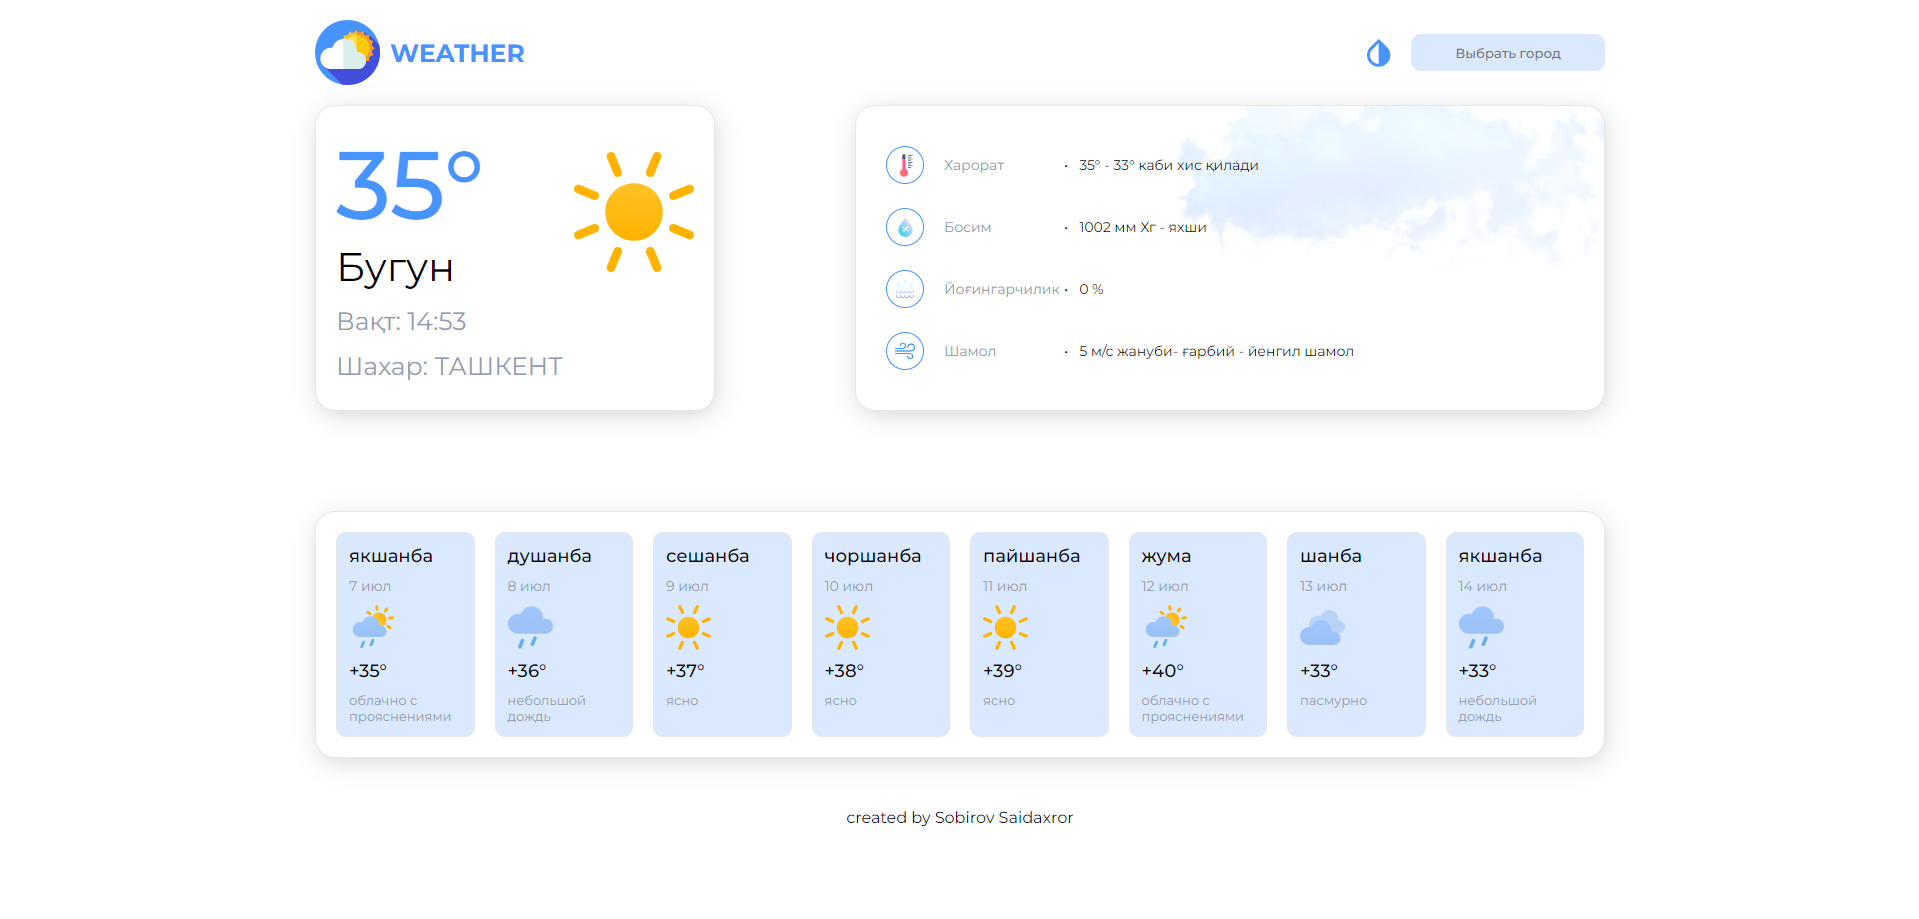 WEATHER
Выбрать город
35°
Бугун
Вақт: 14:53
Шахар: ТАШКЕНТ
Харорат • 35° - 33° каби хис қилади
Босим • 1002 мм Хг - яхши
Йоғингарчилик • 0 %
Шамол • 5 м/с жануби- ғарбий - йенгил шамол
якшанба
7 июл
+35°
облачно с
прояснениями
душанба
8 июл
+36°
небольшой
дождь
сешанба
9 июл
+37°
ясно
чоршанба
10 июл
+38°
ясно
пайшанба
11 июл
+39°
ясно
жума
12 июл
+40°
облачно с
прояснениями
шанба
13 июл
+33°
пасмурно
якшанба
14 июл
+33°
небольшой
дождь
created by Sobirov Saidaxror